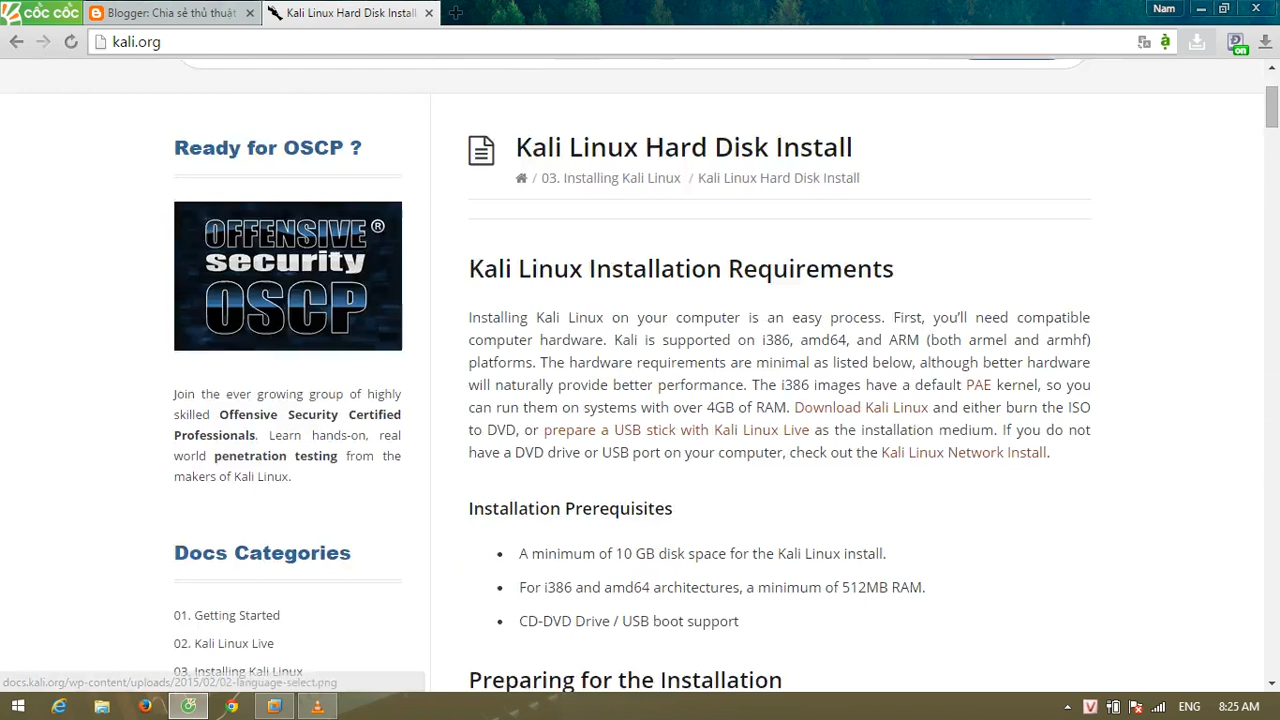 cốc cốc
Blogger: Chia sẻ thủ thuật
Kali Linux Hard Disk Install
Nam
kali.org
on
Ready for OSCP ?
OFFENSIVE®
security
OSCP
Join the ever growing group of highly
skilled Offensive Security Certified
Professionals. Learn hands-on, real
world penetration testing from the
makers of Kali Linux.
Docs Categories
01. Getting Started
02. Kali Linux Live
03. Installing Kali Linux
Kali Linux Hard Disk Install
/ 03. Installing Kali Linux / Kali Linux Hard Disk Install
Kali Linux Installation Requirements
Installing Kali Linux on your computer is an easy process. First, you’ll need compatible
computer hardware. Kali is supported on i386, amd64, and ARM (both armel and armhf)
platforms. The hardware requirements are minimal as listed below, although better hardware
will naturally provide better performance. The i386 images have a default PAE kernel, so you
can run them on systems with over 4GB of RAM. Download Kali Linux and either burn the ISO
to DVD, or prepare a USB stick with Kali Linux Live as the installation medium. If you do not
have a DVD drive or USB port on your computer, check out the Kali Linux Network Install.
Installation Prerequisites
• A minimum of 10 GB disk space for the Kali Linux install.
• For i386 and amd64 architectures, a minimum of 512MB RAM.
• CD-DVD Drive / USB boot support
Preparing for the Installation
docs.kali.org/wp-content/uploads/2015/02/02-language-select.png
ENG
8:25 AM